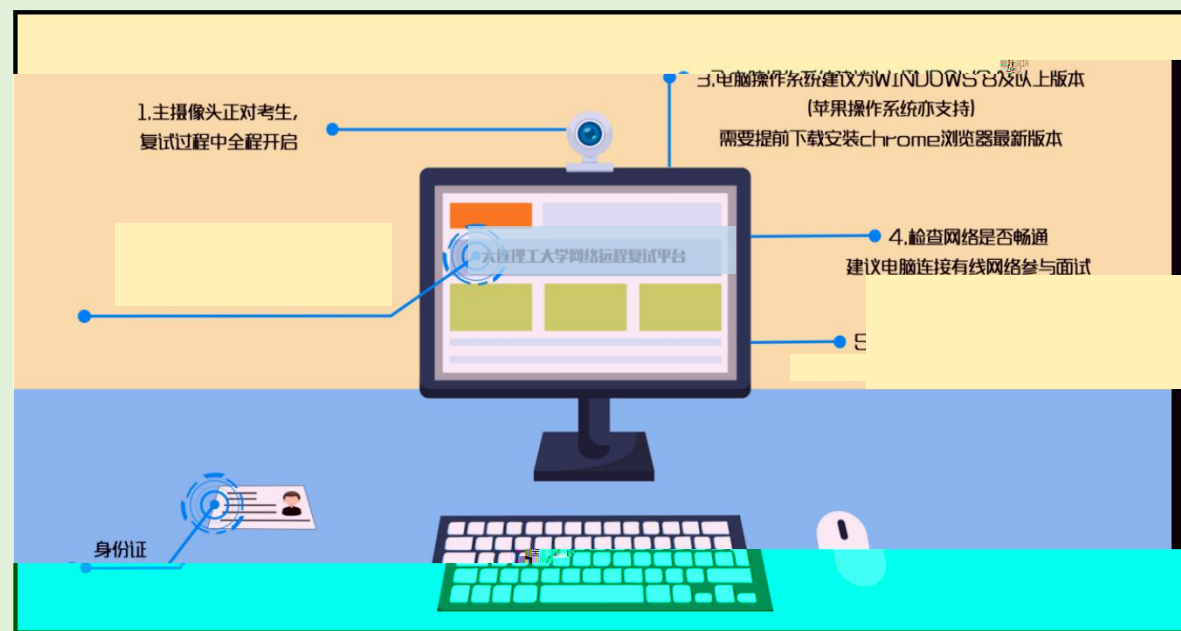 1.主摄像头正对考生,
复试过程中全程开启
3.电脑操作系统建议为WINDOWS 8及以上版本
(苹果操作系统亦支持)
需要提前下载安装chrome浏览器最新版本
大连理工大学网络远程复试平台
4.检查网络是否畅通
建议电脑连接有线网络参与面试
5
身份证